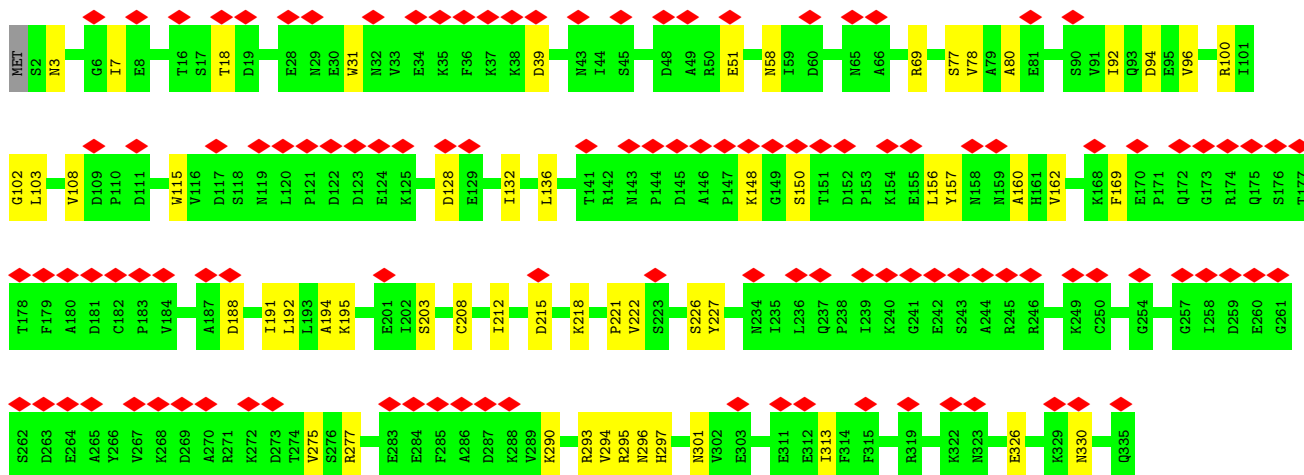 MET S2 N3 G6 I7 E8 T16 S17 T18 D19 E28 N29 E30 W31 N32 V33 E34 K35 F36 K37 K38 D39 N43 I44 S45 D48 A49 R50 E51 N58 I59 D60 N65 A66 R69 S77 V78 A79 A80 E81 S90 V91 I92 Q93 D94 E95 V96 R100 I101
G102 L103 V108 D109 P110 D111 W115 V116 D117 S118 N119 L120 P121 D122 D123 E124 K125 D128 E129 I132 L136 T141 R142 N143 P144 D145 A146 P147 K148 G149 S150 T151 D152 P153 K154 E155 L156 Y157 N158 N159 A160 H161 V162 K168 F169 E170 P171 Q172 G173 R174 Q175 S176 T177
T178 F179 A180 D181 C182 P183 V184 A187 D188 I191 L192 L193 A194 K195 E201 I202 S203 C208 I212 D215 K218 P221 V222 S223 S226 Y227 N234 I235 L236 Q237 P238 I239 K240 G241 E242 S243 A244 R245 R246 K249 C250 G254 G257 I258 D259 E260 G261
S262 D263 E264 A265 Y266 V267 K268 D269 A270 R271 K272 D273 T274 V275 S276 R277 E283 E284 F285 A286 D287 K288 V289 K290 R293 V294 R295 N296 H297 N301 V302 E303 E311 E312 I313 F314 F315 R319 K322 N323 E326 K329 N330 Q335